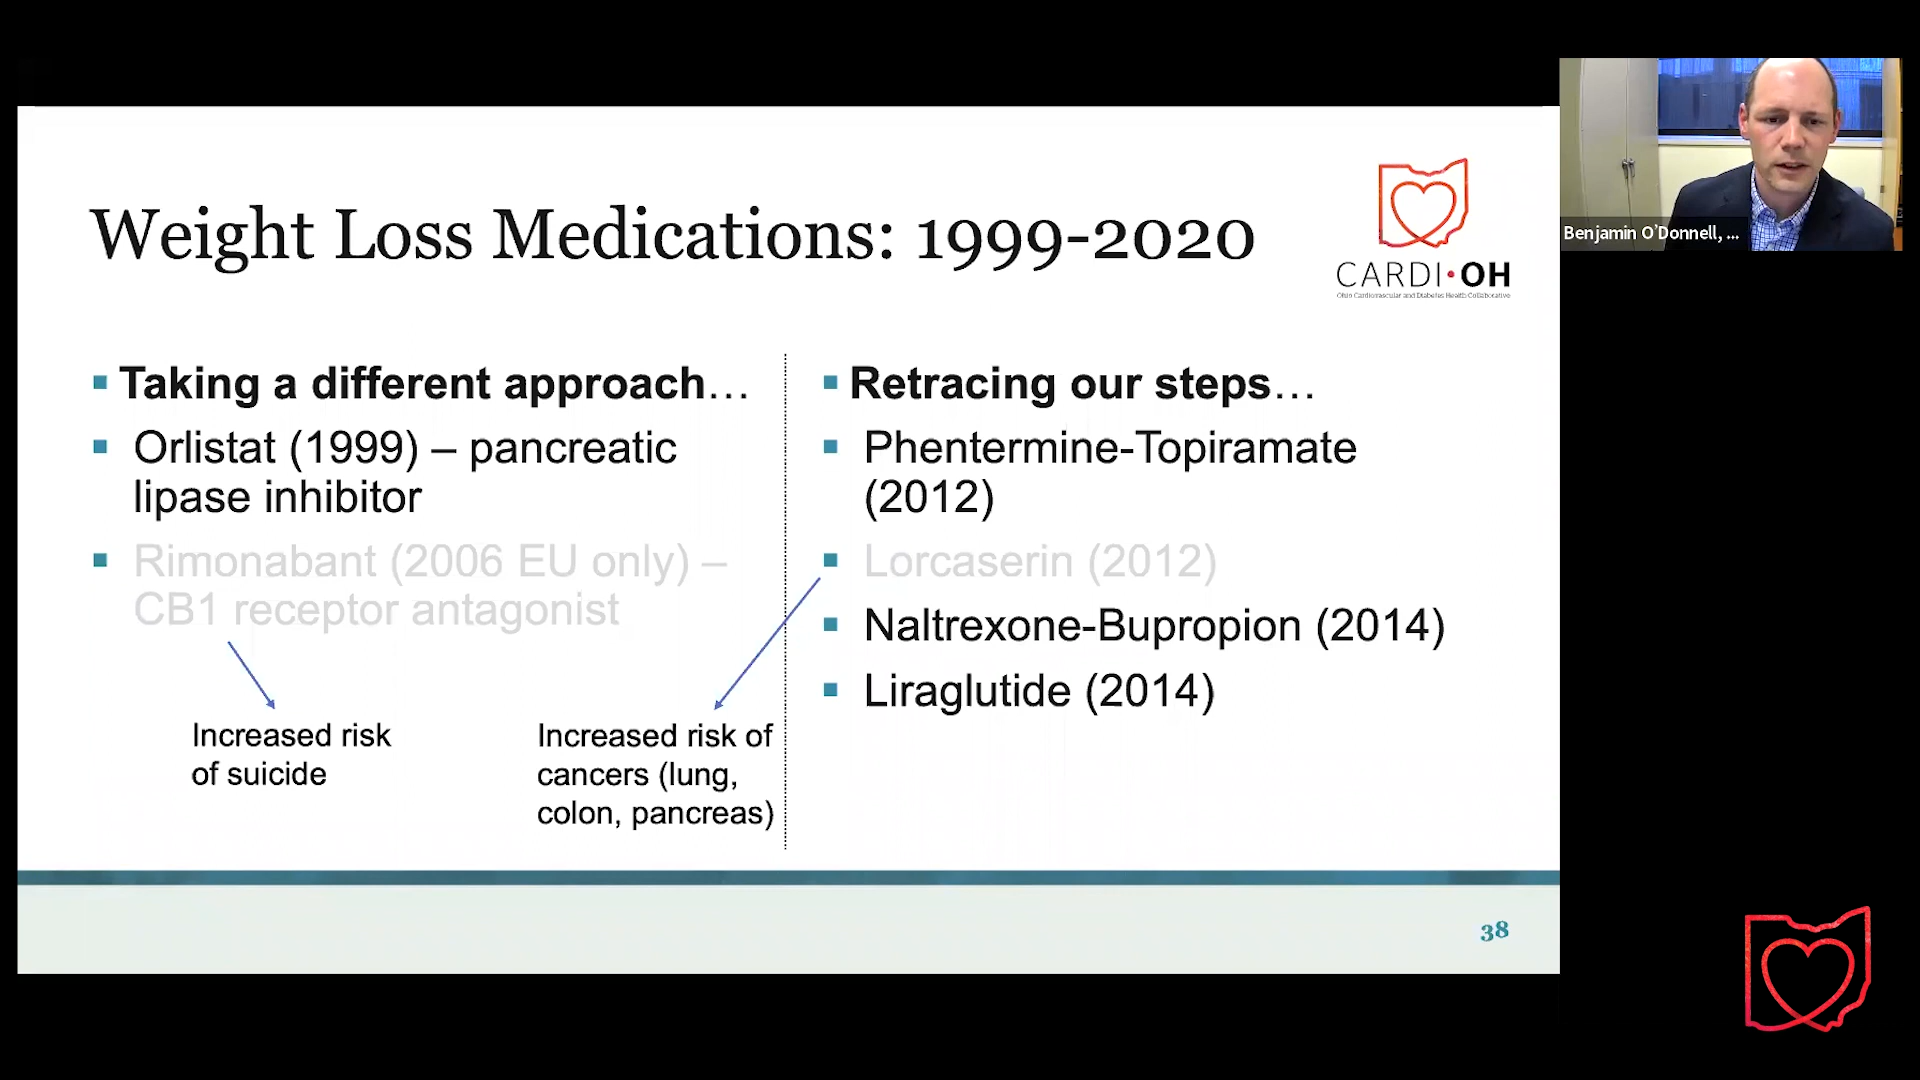 Weight Loss Medications: 1999-2020
CARDI•OH
Ohio Cardiovascular and Diabetes Health Collaborative
Benjamin O'Donnell, ...
Taking a different approach…
Orlistat (1999) – pancreatic
lipase inhibitor
Rimonabant (2006 EU only) –
CB1 receptor antagonist
Increased risk
of suicide
Increased risk of
cancers (lung,
colon, pancreas)
Retracing our steps…
Phentermine-Topiramate
(2012)
Lorcaserin (2012)
Naltrexone-Bupropion (2014)
Liraglutide (2014)
38